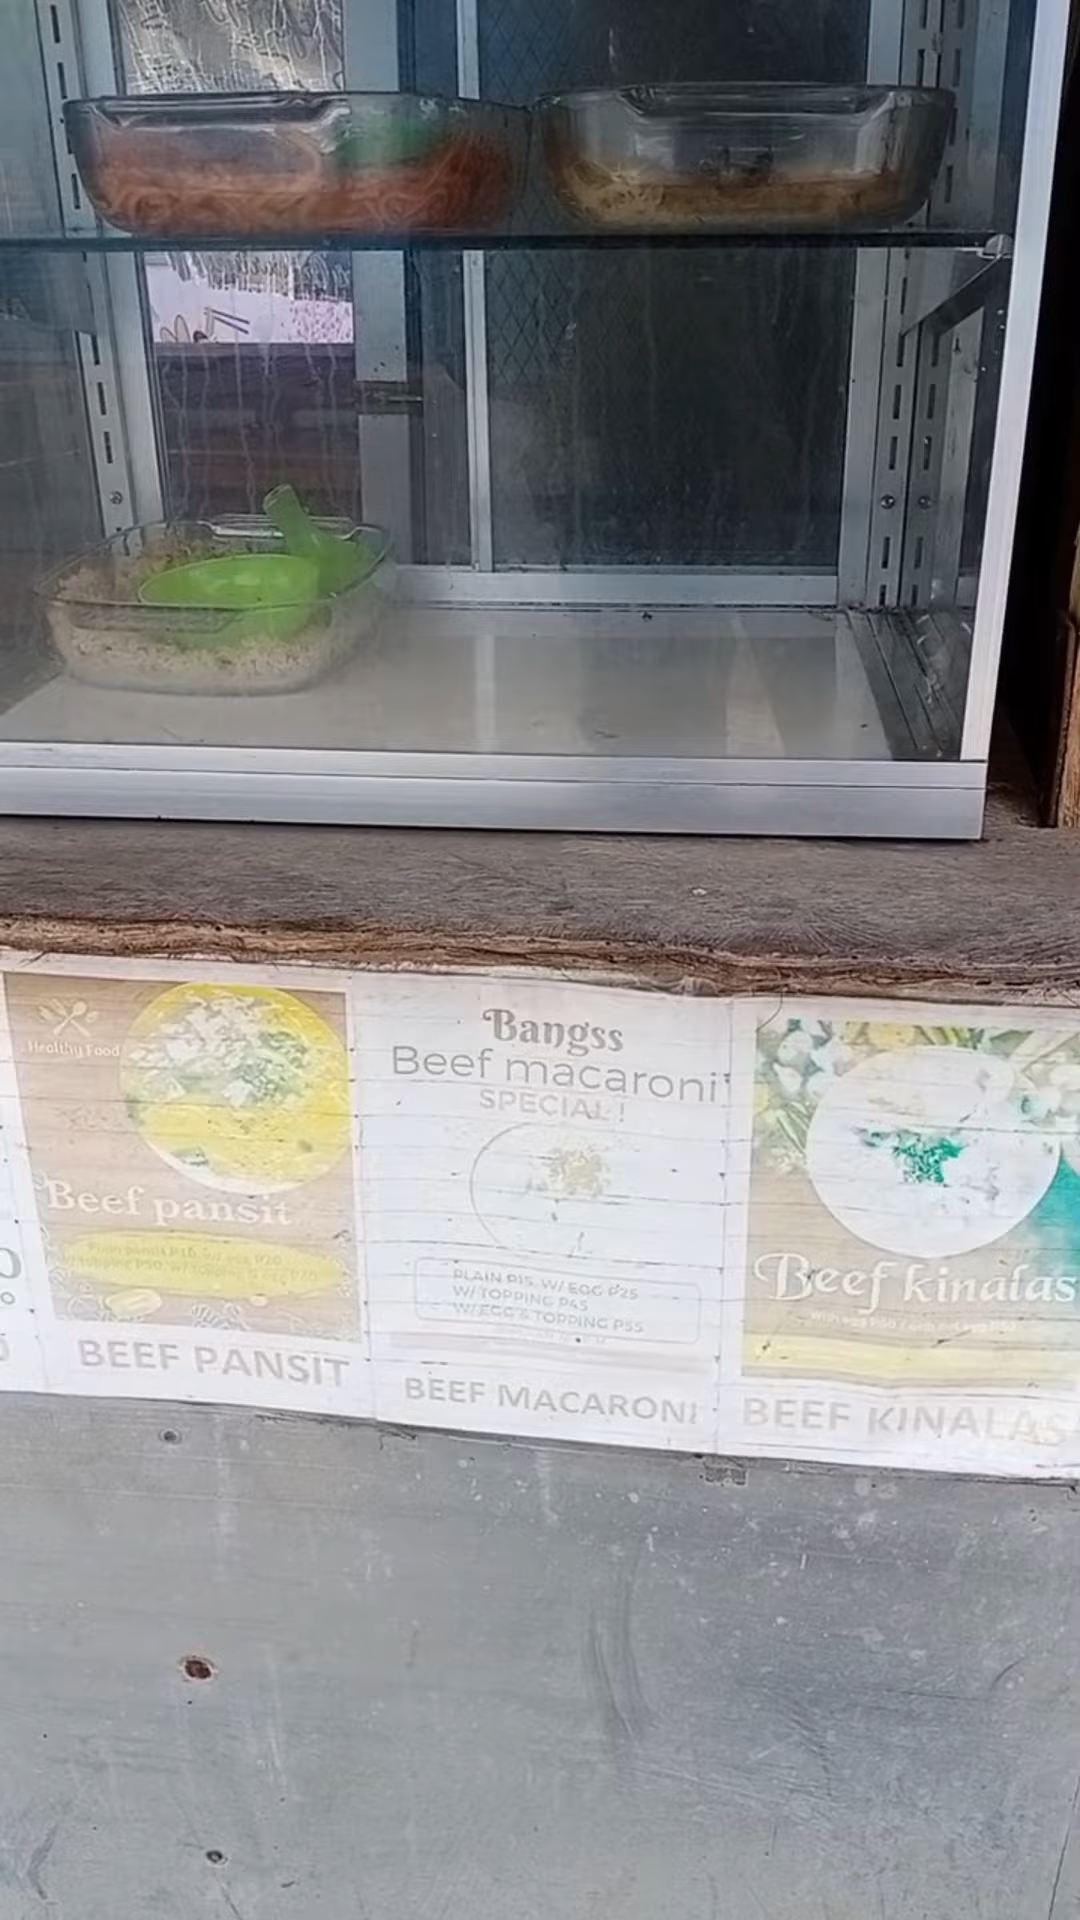 Healthy Food
Beef pansit
BEEF PANSIT
Bangss
Beef macaroni
SPECIAL!
PLAIN P15, W/ EGG P25
W/ TOPPING P45
W/ EGG & TOPPING P55
BEEF MACARONI
Beef kinalas
BEEF KINALAS